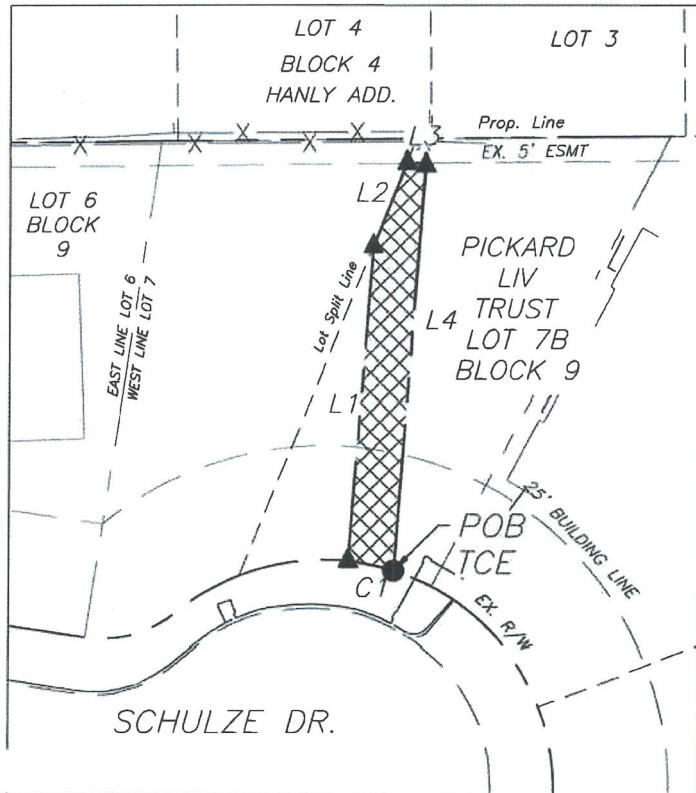 LOT 4
BLOCK 4
HANLY ADD.
LOT 3
X X X X X X
L3
Prop. Line
EX. 5' ESMT
LOT 6
BLOCK
9
L2
PICKARD
LIV
TRUST
LOT 7B
BLOCK 9
EAST LINE LOT 6
WEST LINE LOT 7
Lot Split Line
L4
L1
25' BUILDING LINE
POB
TCE
C1
EX. R/W
SCHULZE DR.